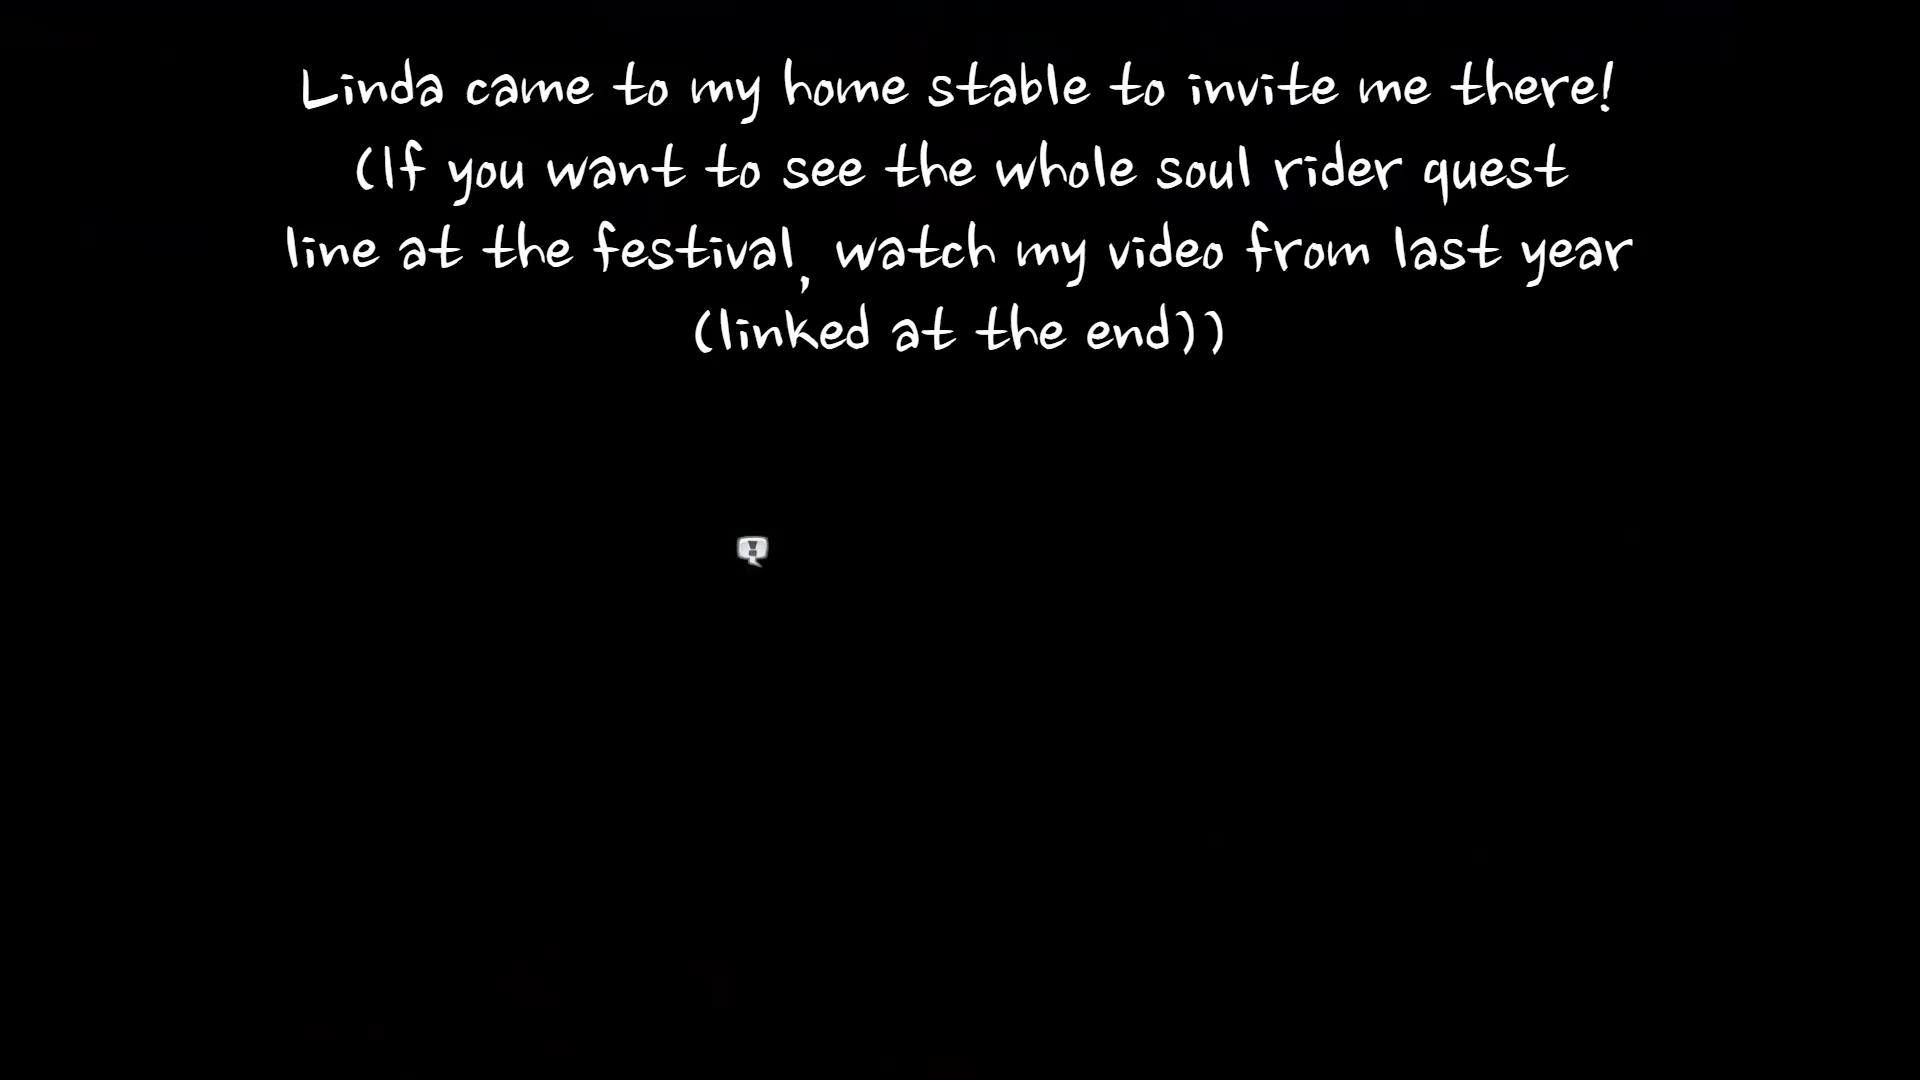 Linda came to my home stable to invite me there!
(If you want to see the whole soul rider quest
line at the festival, watch my video from last year
(linked at the end))